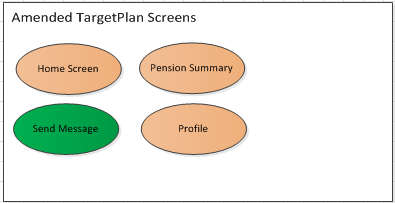 Amended TargetPlan Screens
Home Screen
Pension Summary
Send Message
Profile